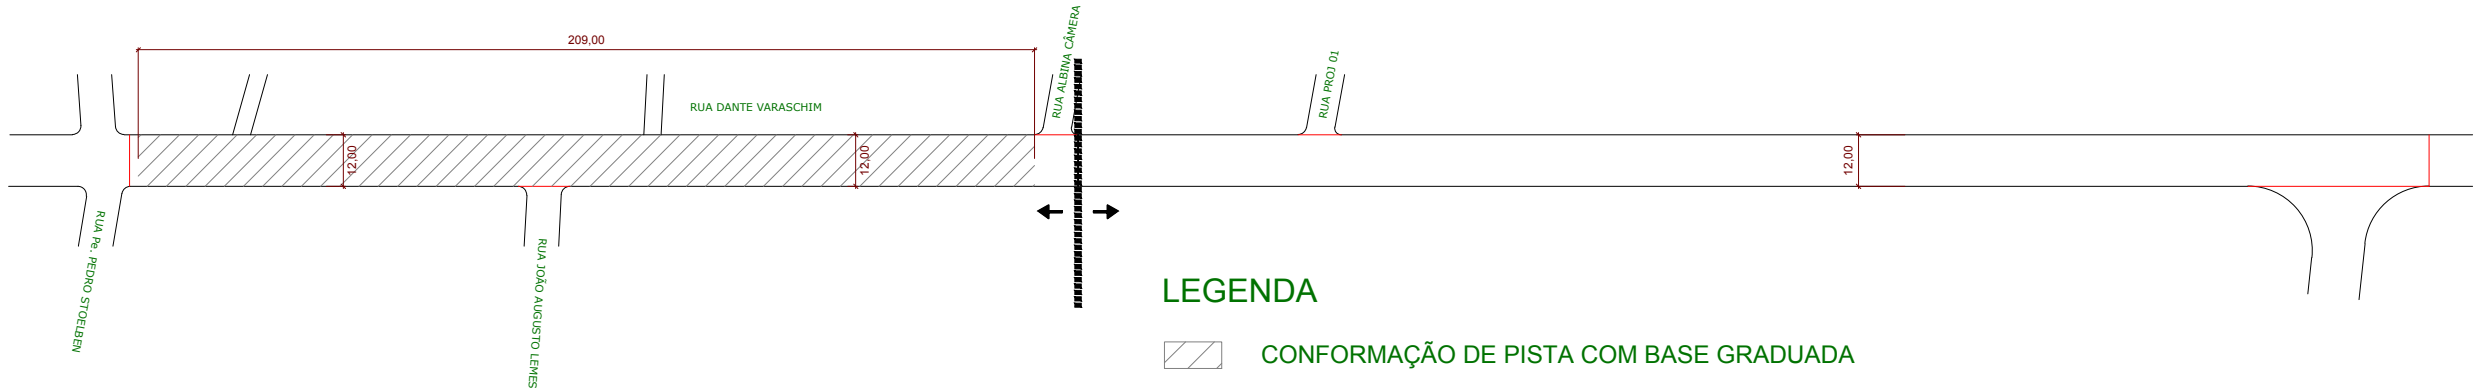 209,00
RUA ALBINA CÂMERA
RUA PROJ 01
RUA DANTE VARASCHIM
12,00
12,00
12,00
RUA Pe. PEDRO STOELBEN
RUA JOÃO AUGUSTO LEMES
LEGENDA
CONFORMAÇÃO DE PISTA COM BASE GRADUADA